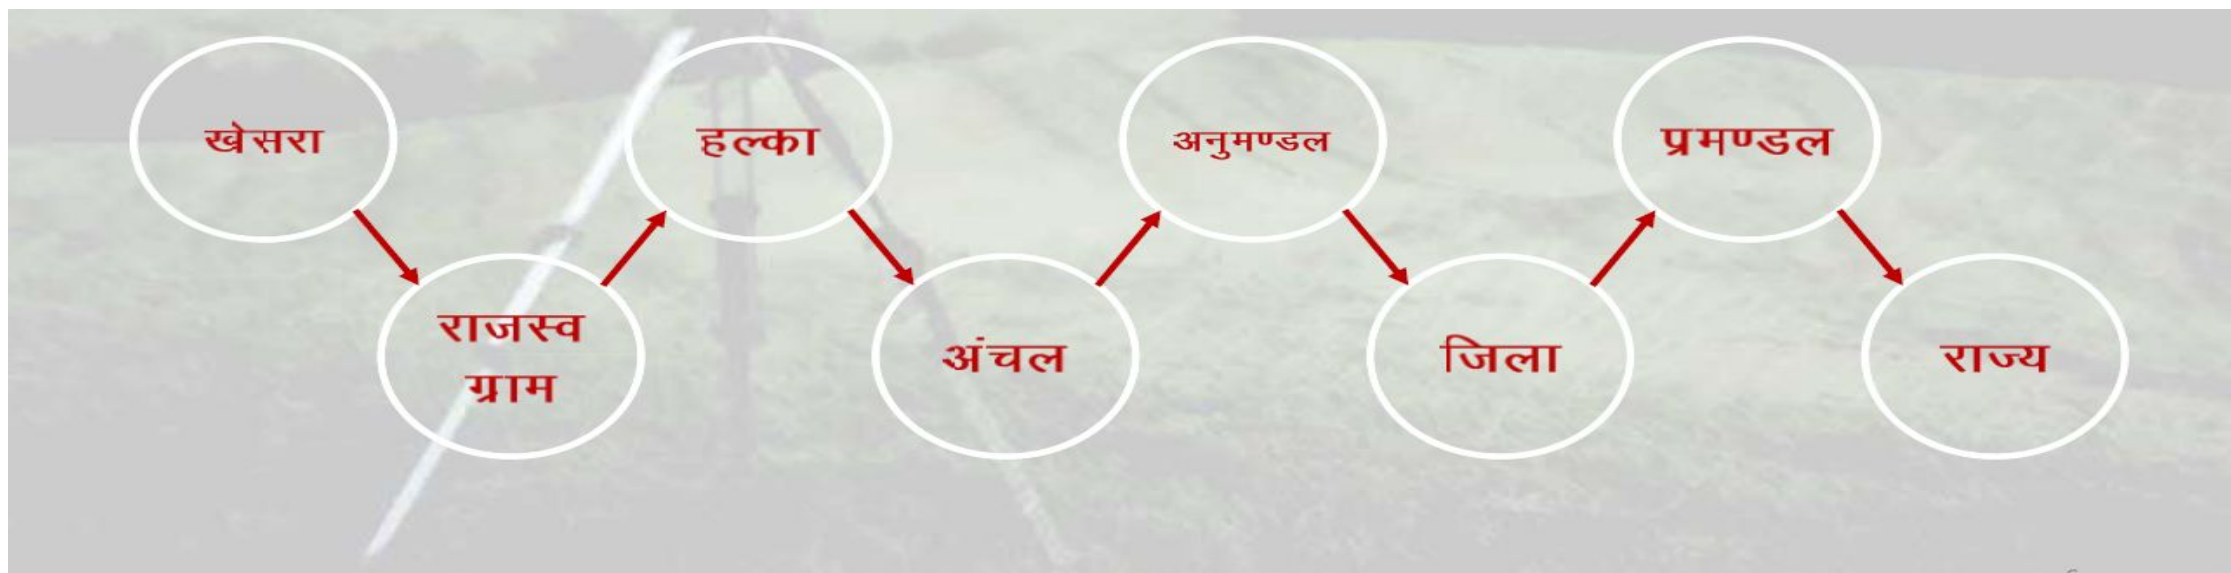 खेसरा
राजस्व
ग्राम
हल्का
अंचल
अनुमण्डल
जिला
प्रमण्डल
राज्य